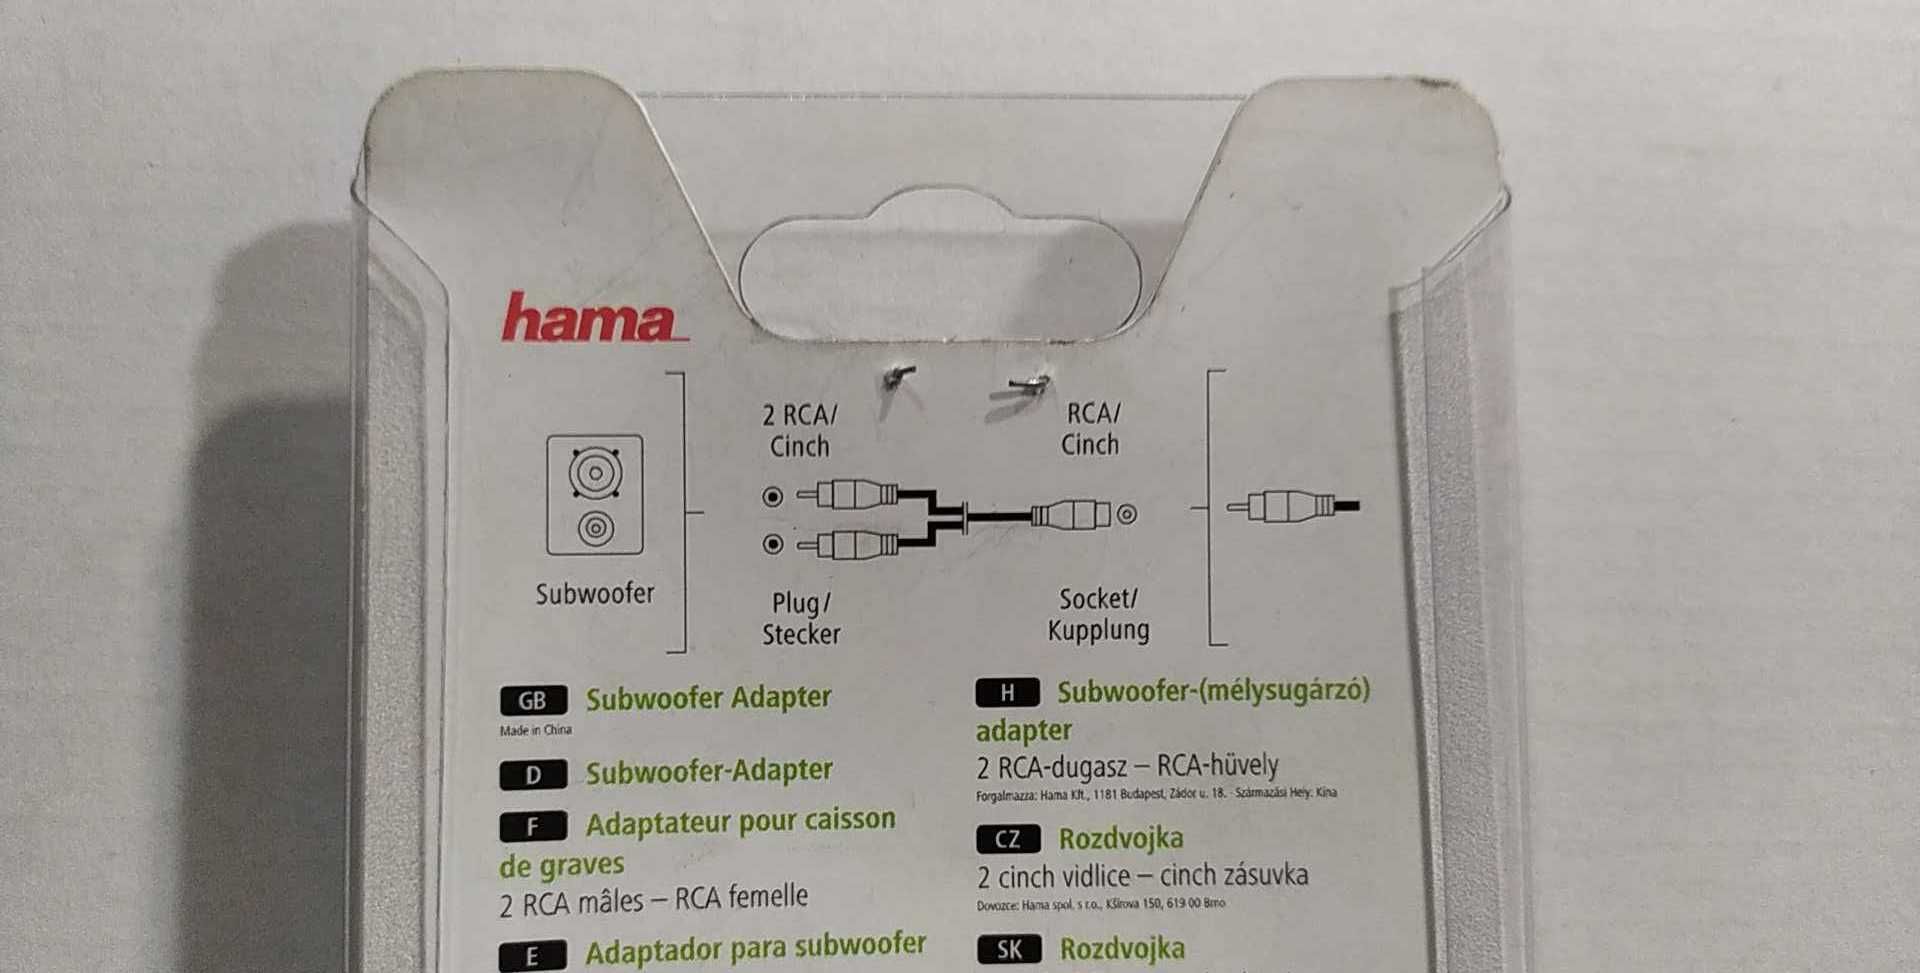 hama
2 RCA/
Cinch
RCA/
Cinch
Subwoofer
Plug/
Stecker
Socket/
Kupplung
GB Subwoofer Adapter
Made in China
D Subwoofer-Adapter
F Adaptateur pour caisson
de graves
2 RCA mâles – RCA femelle
E Adaptador para subwoofer
H Subwoofer-(mélysugárzó)
adapter
2 RCA-dugasz – RCA-hüvely
Forgalmazza: Hama Kft., 1181 Budapest, Zádor u. 18. · Származási Hely: Kína
CZ Rozdvojka
2 cinch vidlice – cinch zásuvka
Dovozce: Hama spol. s r.o., Kšírova 150, 619 00 Brno
SK Rozdvojka